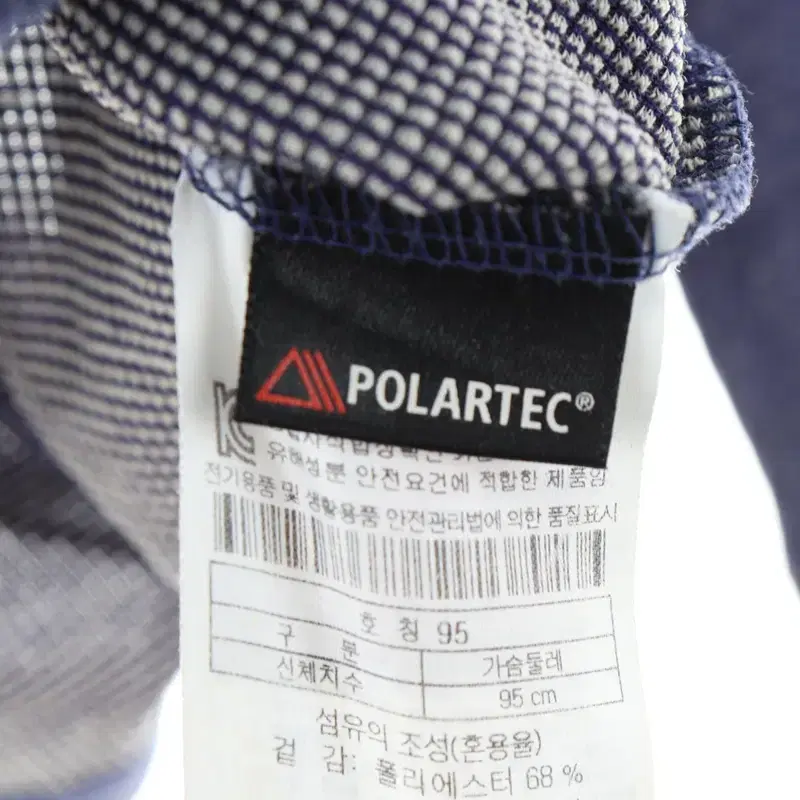 POLARTEC®
유해성분 안전요건에 적합한 제품임
전기용품 및 생활용품 안전관리법에 의한 품질표시
호 칭 95
구 분 가슴둘레
신체치수 95 cm
섬유의 조성(혼용율)
겉 감: 폴리에스터 68 %